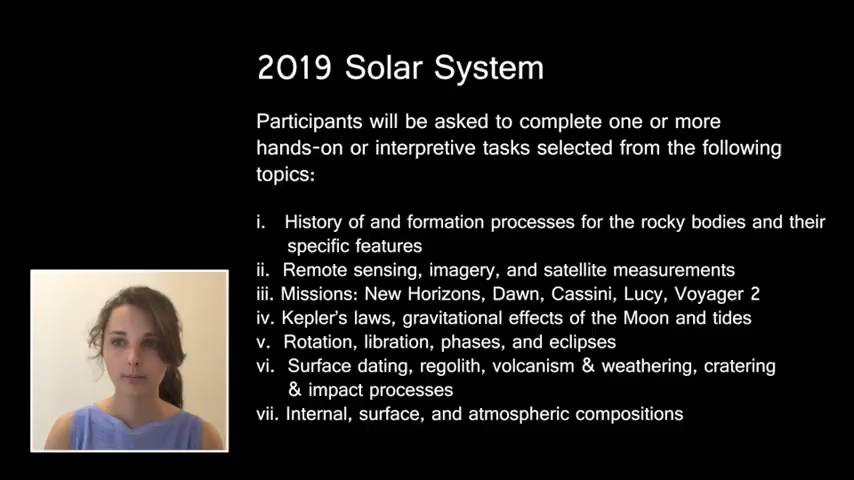 2019 Solar System
Participants will be asked to complete one or more
hands-on or interpretive tasks selected from the following
topics:
i. History of and formation processes for the rocky bodies and their
specific features
ii. Remote sensing, imagery, and satellite measurements
iii. Missions: New Horizons, Dawn, Cassini, Lucy, Voyager 2
iv. Kepler's laws, gravitational effects of the Moon and tides
v. Rotation, libration, phases, and eclipses
vi. Surface dating, regolith, volcanism & weathering, cratering
& impact processes
vii. Internal, surface, and atmospheric compositions